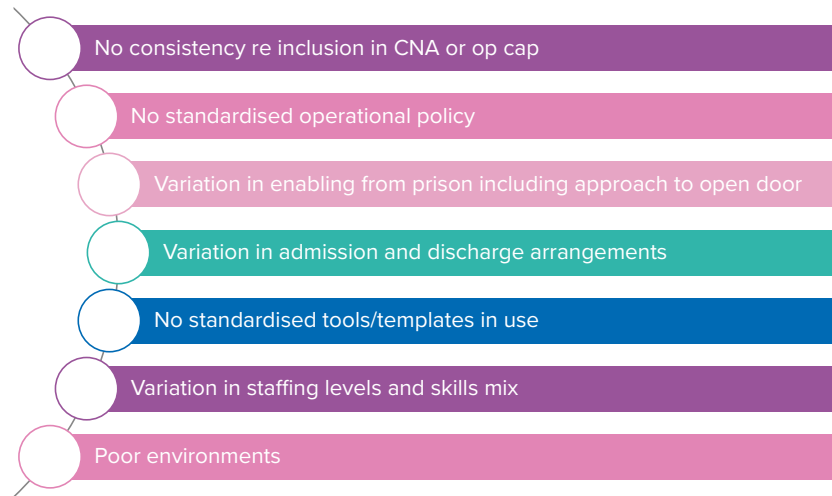 No consistency re inclusion in CNA or op cap
No standardised operational policy
Variation in enabling from prison including approach to open door
Variation in admission and discharge arrangements
No standardised tools/templates in use
Variation in staffing levels and skills mix
Poor environments